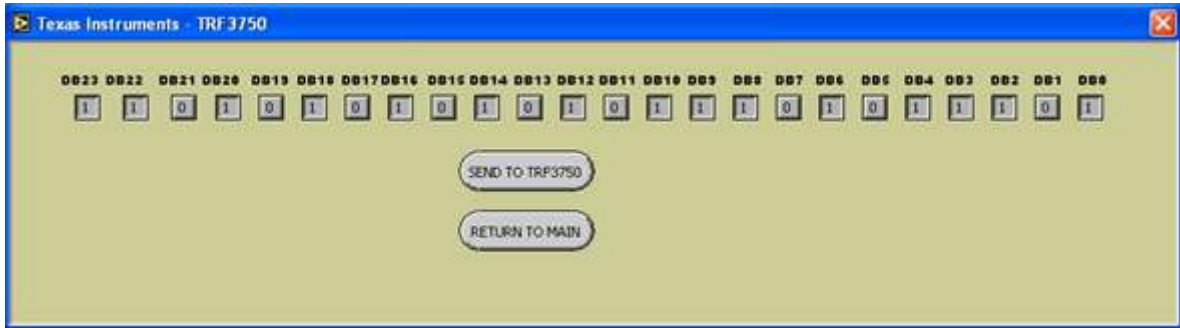 Texas Instruments - TRF3750
DB23 DB22 DB21 DB20 DB19 DB18 DB17 DB16 DB15 DB14 DB13 DB12 DB11 DB10 DB9 DB8 DB7 DB6 DB5 DB4 DB3 DB2 DB1 DB0
1 1 0 1 0 1 0 1 0 1 0 1 0 1 1 1 0 1 0 1 1 1 0 1
SEND TO TRF3750
RETURN TO MAIN